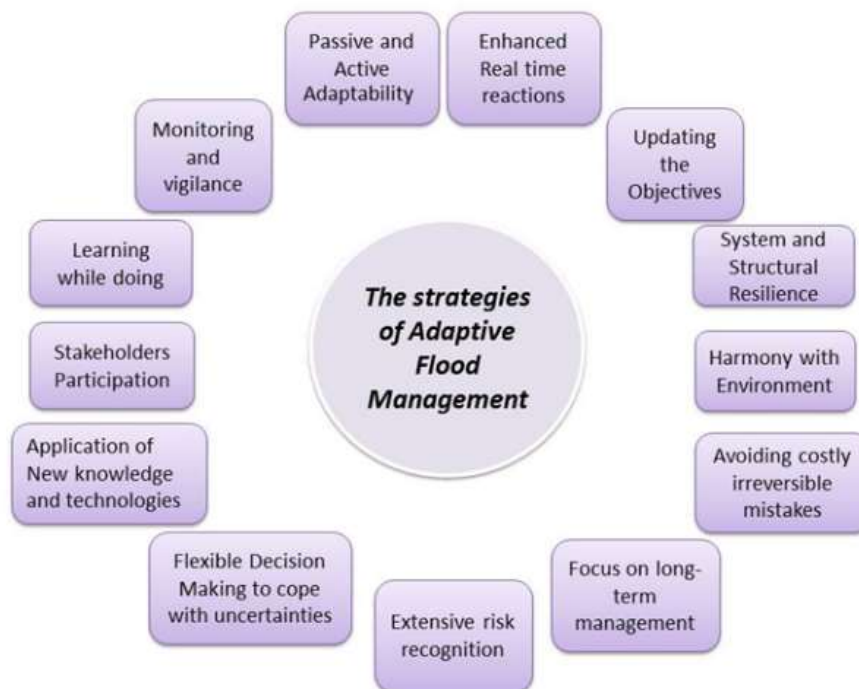 Passive and
Active
Adaptability
Enhanced
Real time
reactions
Updating
the
Objectives
System and
Structural
Resilience
Harmony with
Environment
Avoiding costly
irreversible
mistakes
Focus on long-
term
management
Extensive risk
recognition
Flexible Decision
Making to cope
with uncertainties
Application of
New knowledge
and technologies
Stakeholders
Participation
Learning
while doing
Monitoring
and
vigilance
The strategies
of Adaptive
Flood
Management